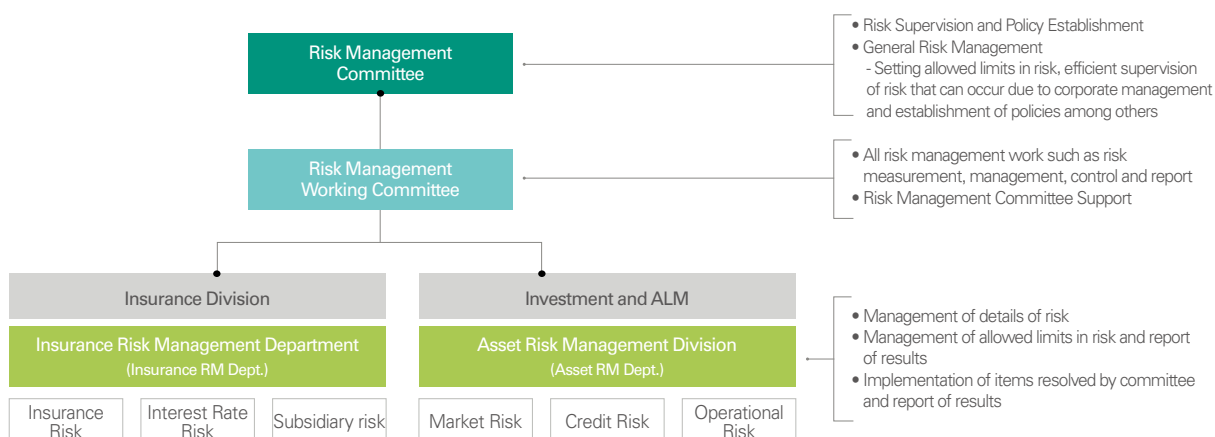 Risk Management
Committee
• Risk Supervision and Policy Establishment
• General Risk Management
- Setting allowed limits in risk, efficient supervision
of risk that can occur due to corporate management
and establishment of policies among others
Risk Management
Working Committee
• All risk management work such as risk
measurement, management, control and report
• Risk Management Committee Support
Insurance Division
Insurance Risk Management Department
(Insurance RM Dept.)
Insurance
Risk
Interest Rate
Risk
Subsidiary risk
Investment and ALM
Asset Risk Management Division
(Asset RM Dept.)
Market Risk
Credit Risk
Operational
Risk
• Management of details of risk
• Management of allowed limits in risk and report
of results
• Implementation of items resolved by committee
and report of results